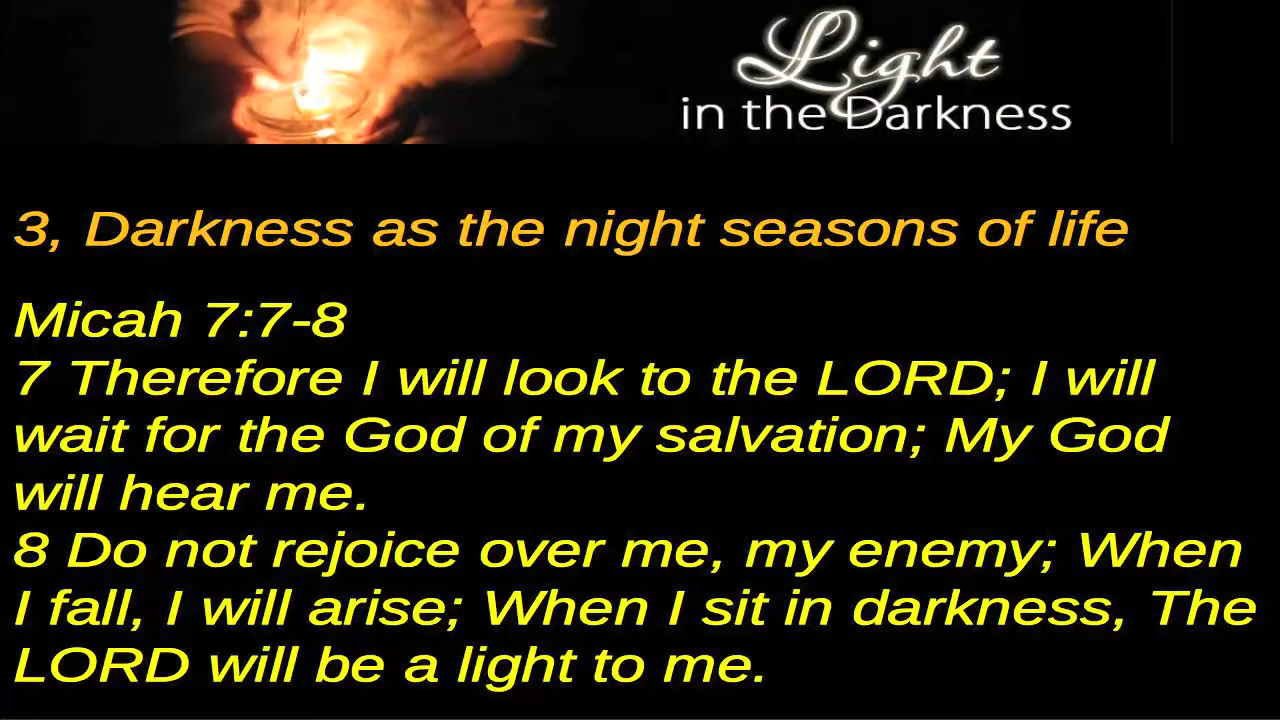 Light
in the Darkness
3, Darkness as the night seasons of life
Micah 7:7-8
7 Therefore I will look to the LORD; I will
wait for the God of my salvation; My God
will hear me.
8 Do not rejoice over me, my enemy; When
I fall, I will arise; When I sit in darkness, The
LORD will be a light to me.